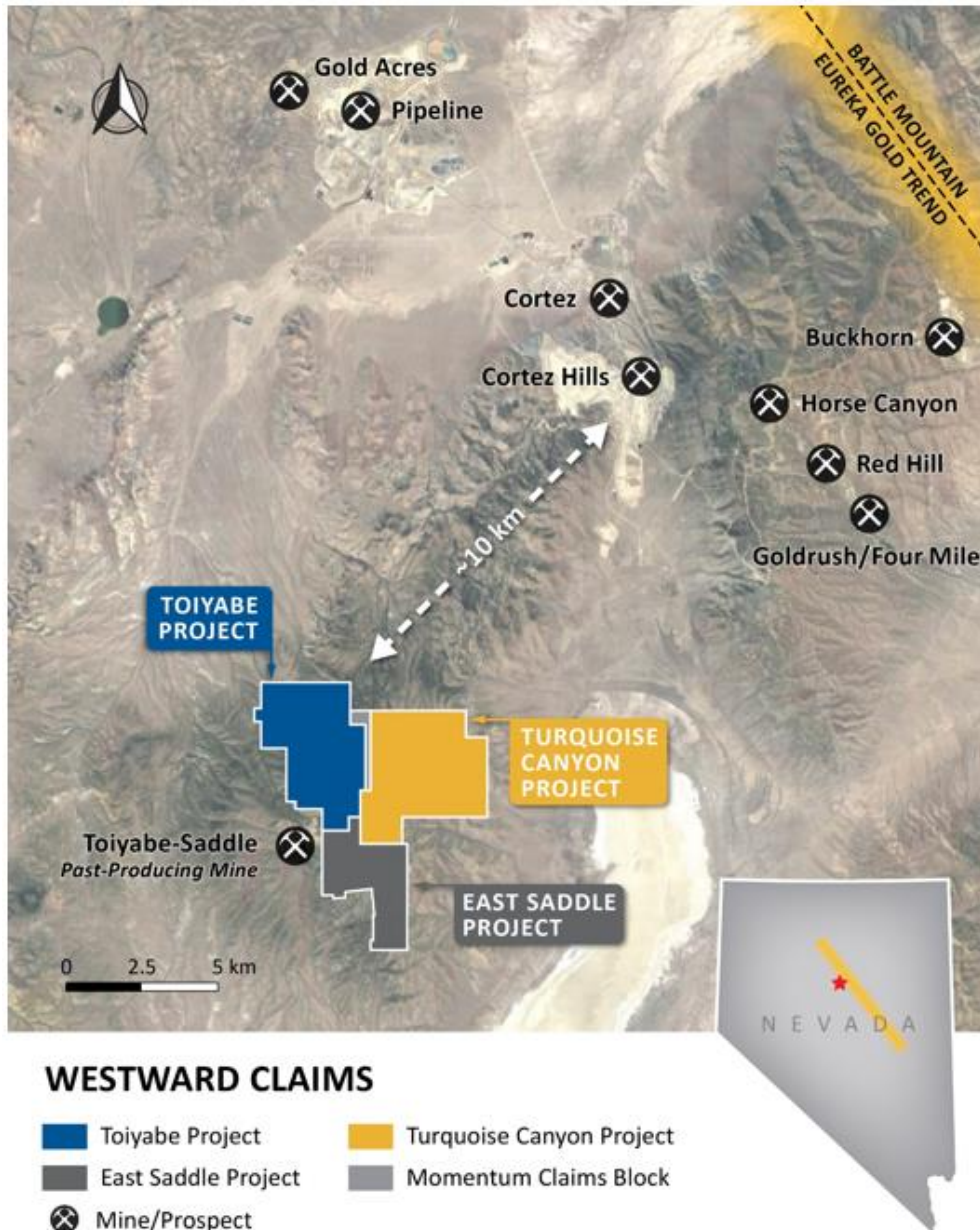 Gold Acres
Pipeline
BATTLE MOUNTAIN
EUREKA GOLD TREND
Cortez
Buckhorn
Cortez Hills
Horse Canyon
Red Hill
Goldrush/Four Mile
~10 km
TOIYABE
PROJECT
TURQUOISE
CANYON
PROJECT
Toiyabe-Saddle
Past-Producing Mine
EAST SADDLE
PROJECT
0 2.5 5 km
NEVADA
WESTWARD CLAIMS
Toiyabe Project
Turquoise Canyon Project
East Saddle Project
Momentum Claims Block
Mine/Prospect